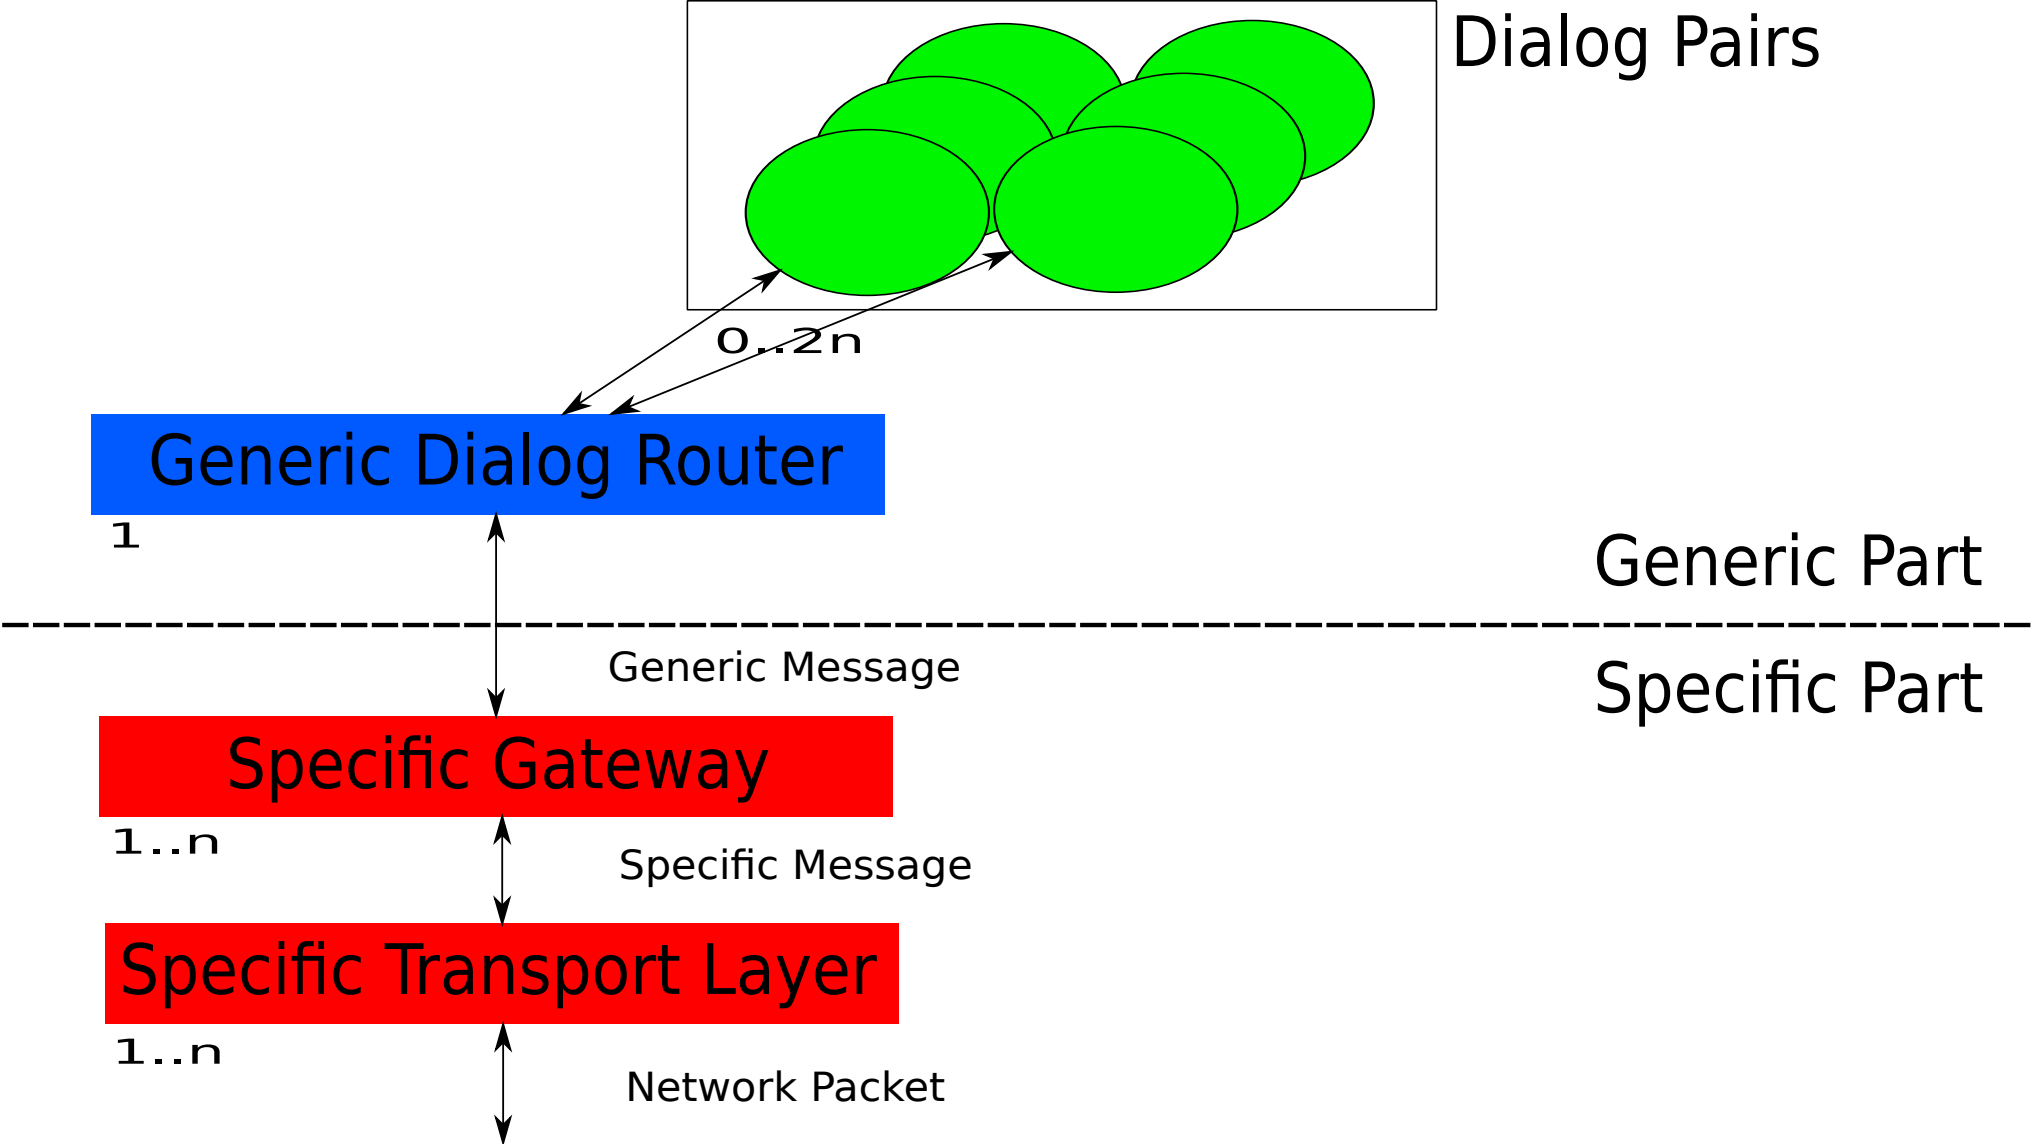 Dialog Pairs
0..2n
Generic Dialog Router
1
Generic Part
Generic Message
Specific Part
Specific Gateway
1..n
Specific Message
Specific Transport Layer
1..n
Network Packet